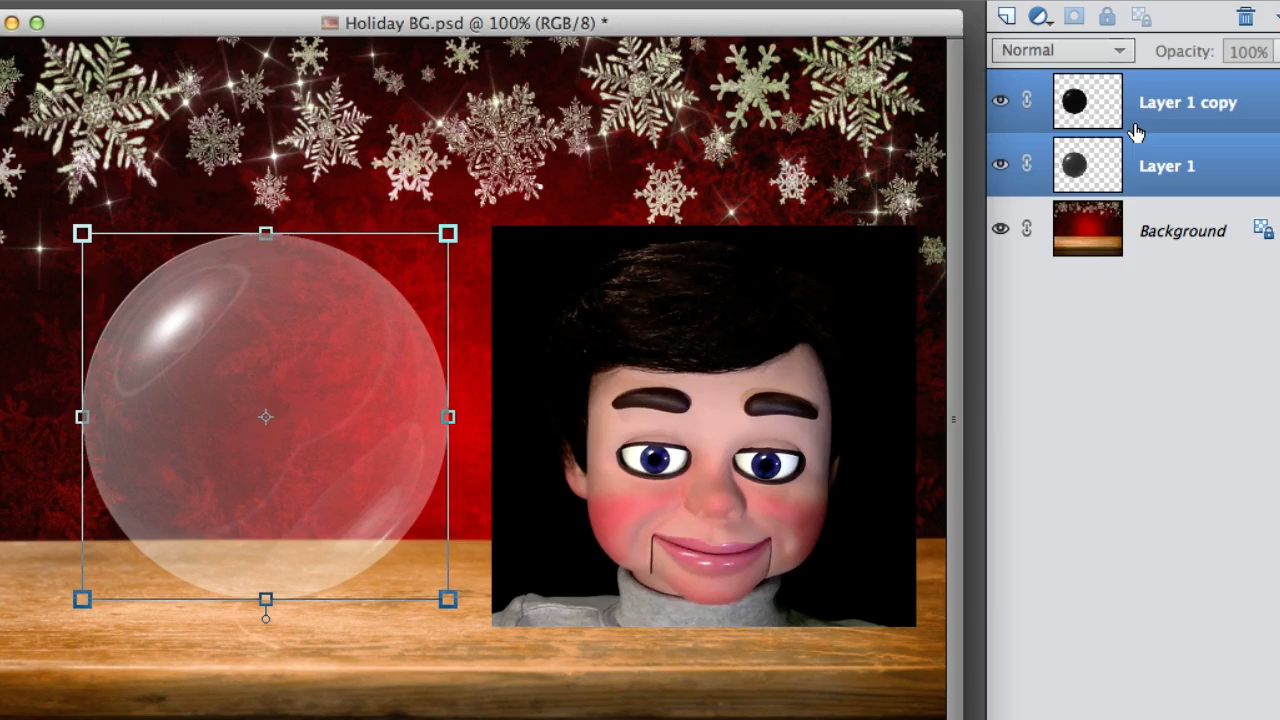 Holiday BG.psd @ 100% (RGB/8) *
Normal
Opacity: 100%
Layer 1 copy
Layer 1
Background